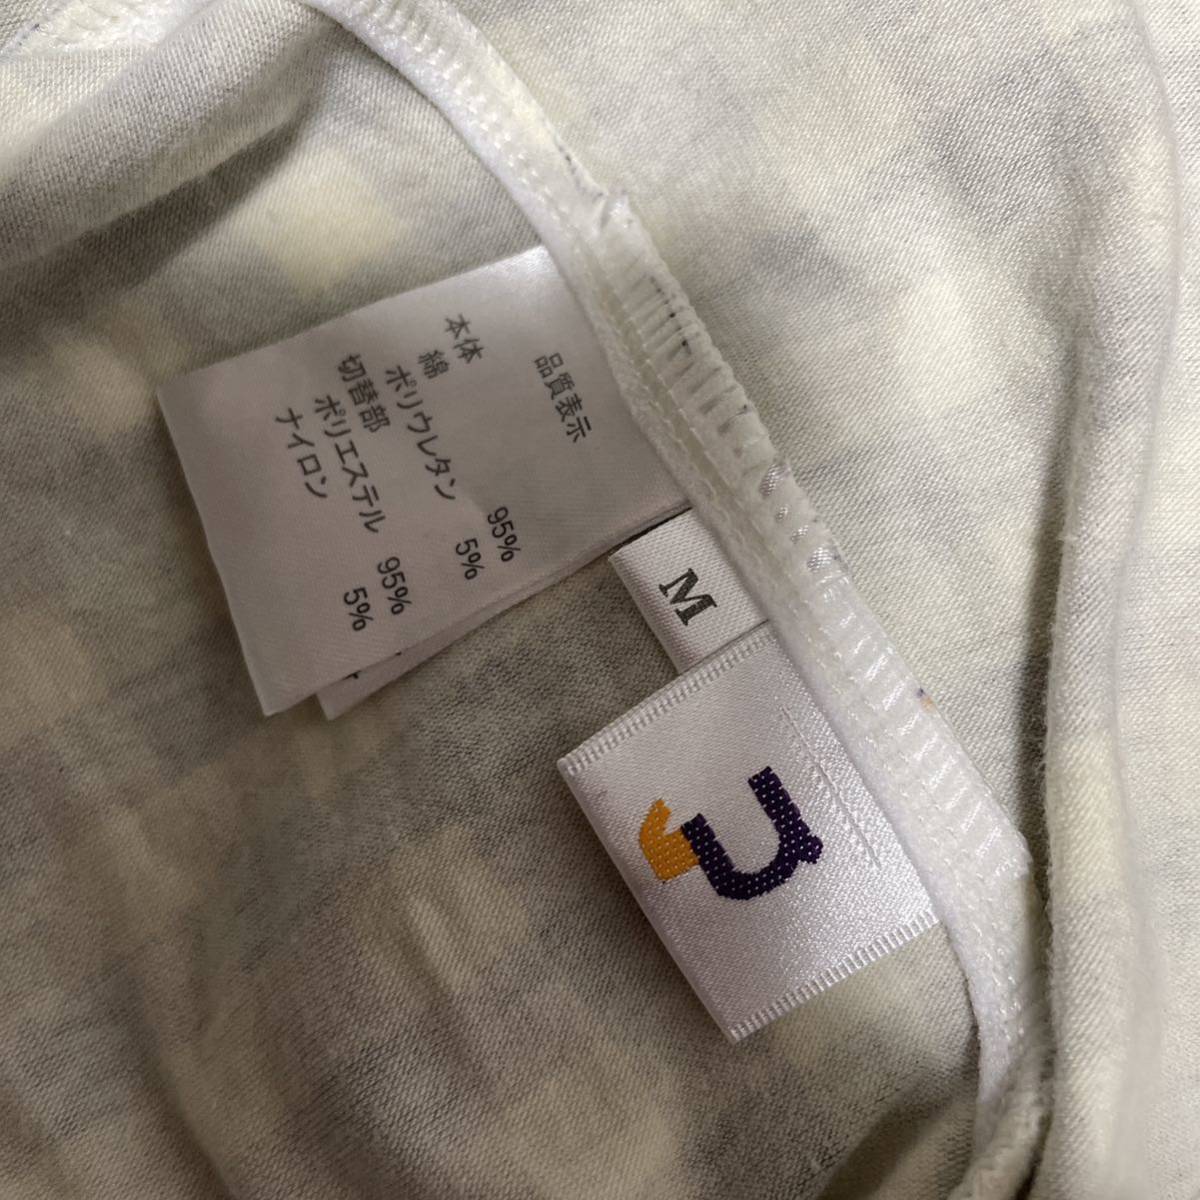 品質表示
本体
綿 95%
ポリウレタン 5%
切替部
ポリエステル 95%
ナイロン 5%
M
u